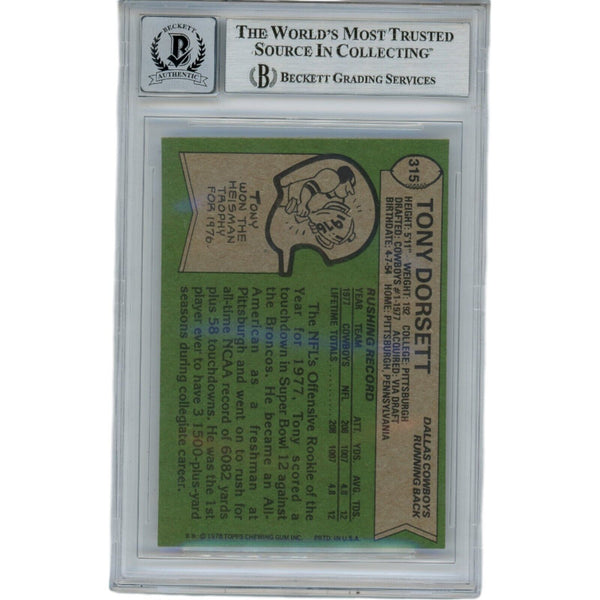 BECKETT
B
AUTHENTIC
THE WORLD'S MOST TRUSTED
SOURCE IN COLLECTING™
B BECKETT GRADING SERVICES
315
TONY DORSETT
DALLAS COWBOYS
RUNNING BACK
HEIGHT: 5'11" WEIGHT: 192 COLLEGE: PITTSBURGH
DRAFTED: COWBOYS #1-1977 ACQUIRED: VIA DRAFT
BIRTHDATE: 4-7-54 HOME: PITTSBURGH, PENNSYLVANIA
RUSHING RECORD
YEAR TEAM ATT. YDS. AVG. TDS.
1977 COWBOYS NFL 208 1007 4.8 12
LIFETIME TOTALS 208 1007 4.8 12
The NFL's Offensive Rookie of the
Year for 1977, Tony scored a
touchdown in Super Bowl 12 against
the Broncos. He became an All-
American as a freshman at
Pittsburgh and went on to rush for
all-time NCAA record of 6082 yards
plus 58 touchdowns. He was the 1st
player ever to have 3 1500-plus-yard
seasons during collegiate career.
1976
TONY
WON THE
HEISMAN
TROPHY
FOR 1976.
© 1978 TOPPS CHEWING GUM INC. PRTD. IN U.S.A.